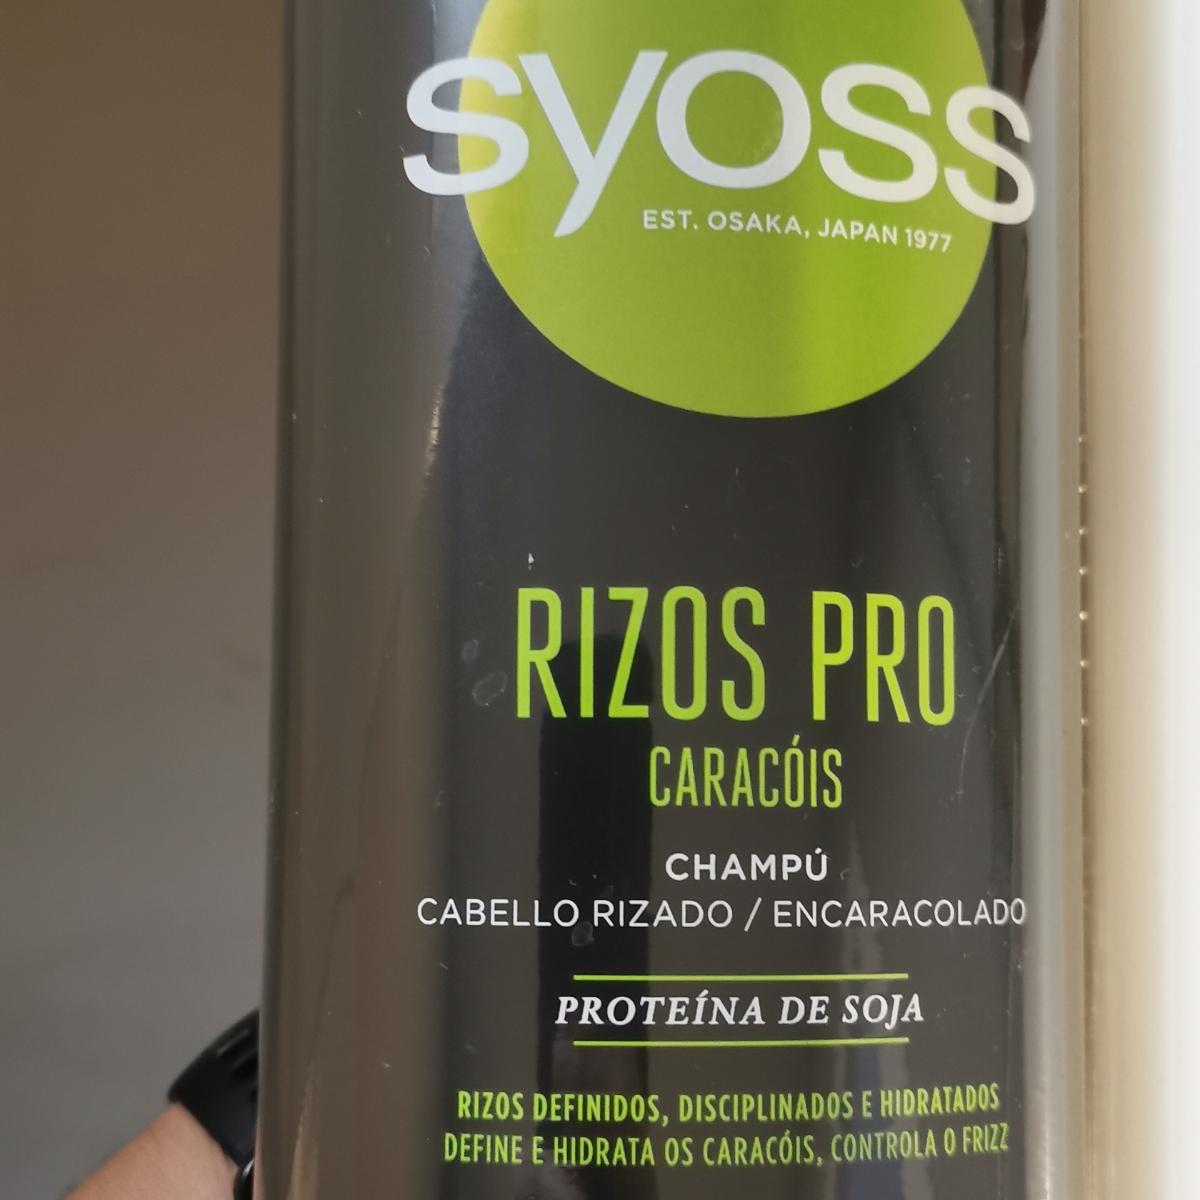 syoss
EST. OSAKA, JAPAN 1977
RIZOS PRO
CARACÓIS
CHAMPÚ
CABELLO RIZADO / ENCARACOLADO
PROTEÍNA DE SOJA
RIZOS DEFINIDOS, DISCIPLINADOS E HIDRATADOS
DEFINE E HIDRATA OS CARACÓIS, CONTROLA O FRIZZ